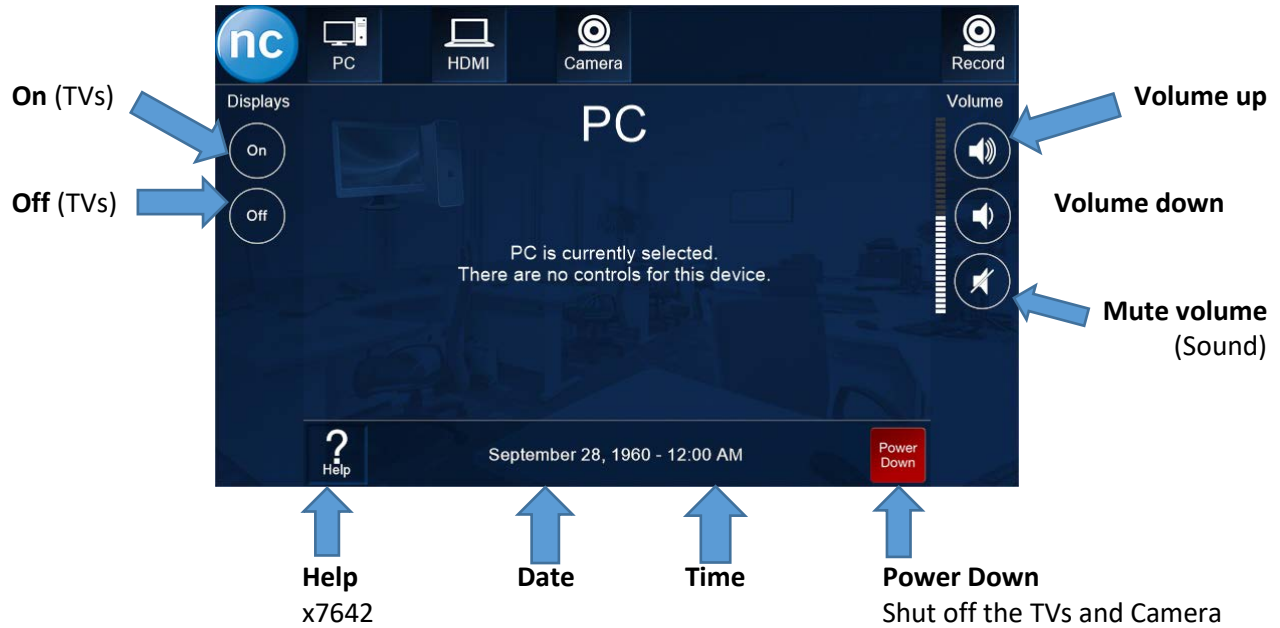 nc
PC
HDMI
Camera
Record
On (TVs)
Displays
On
Off (TVs)
Off
PC
PC is currently selected.
There are no controls for this device.
Volume
Volume up
Volume down
Mute volume
(Sound)
?
Help
September 28, 1960 - 12:00 AM
Power
Down
Help
x7642
Date
Time
Power Down
Shut off the TVs and Camera